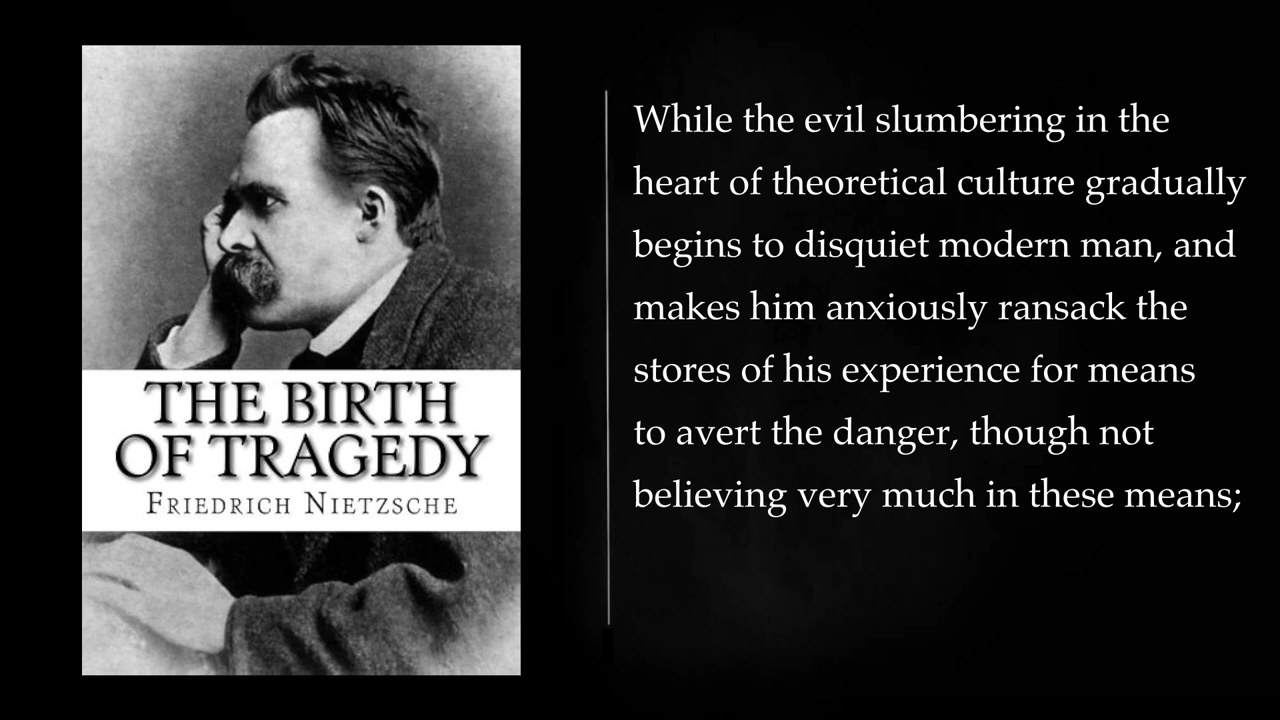 THE BIRTH
OF TRAGEDY
FRIEDRICH NIETZSCHE
While the evil slumbering in the
heart of theoretical culture gradually
begins to disquiet modern man, and
makes him anxiously ransack the
stores of his experience for means
to avert the danger, though not
believing very much in these means;